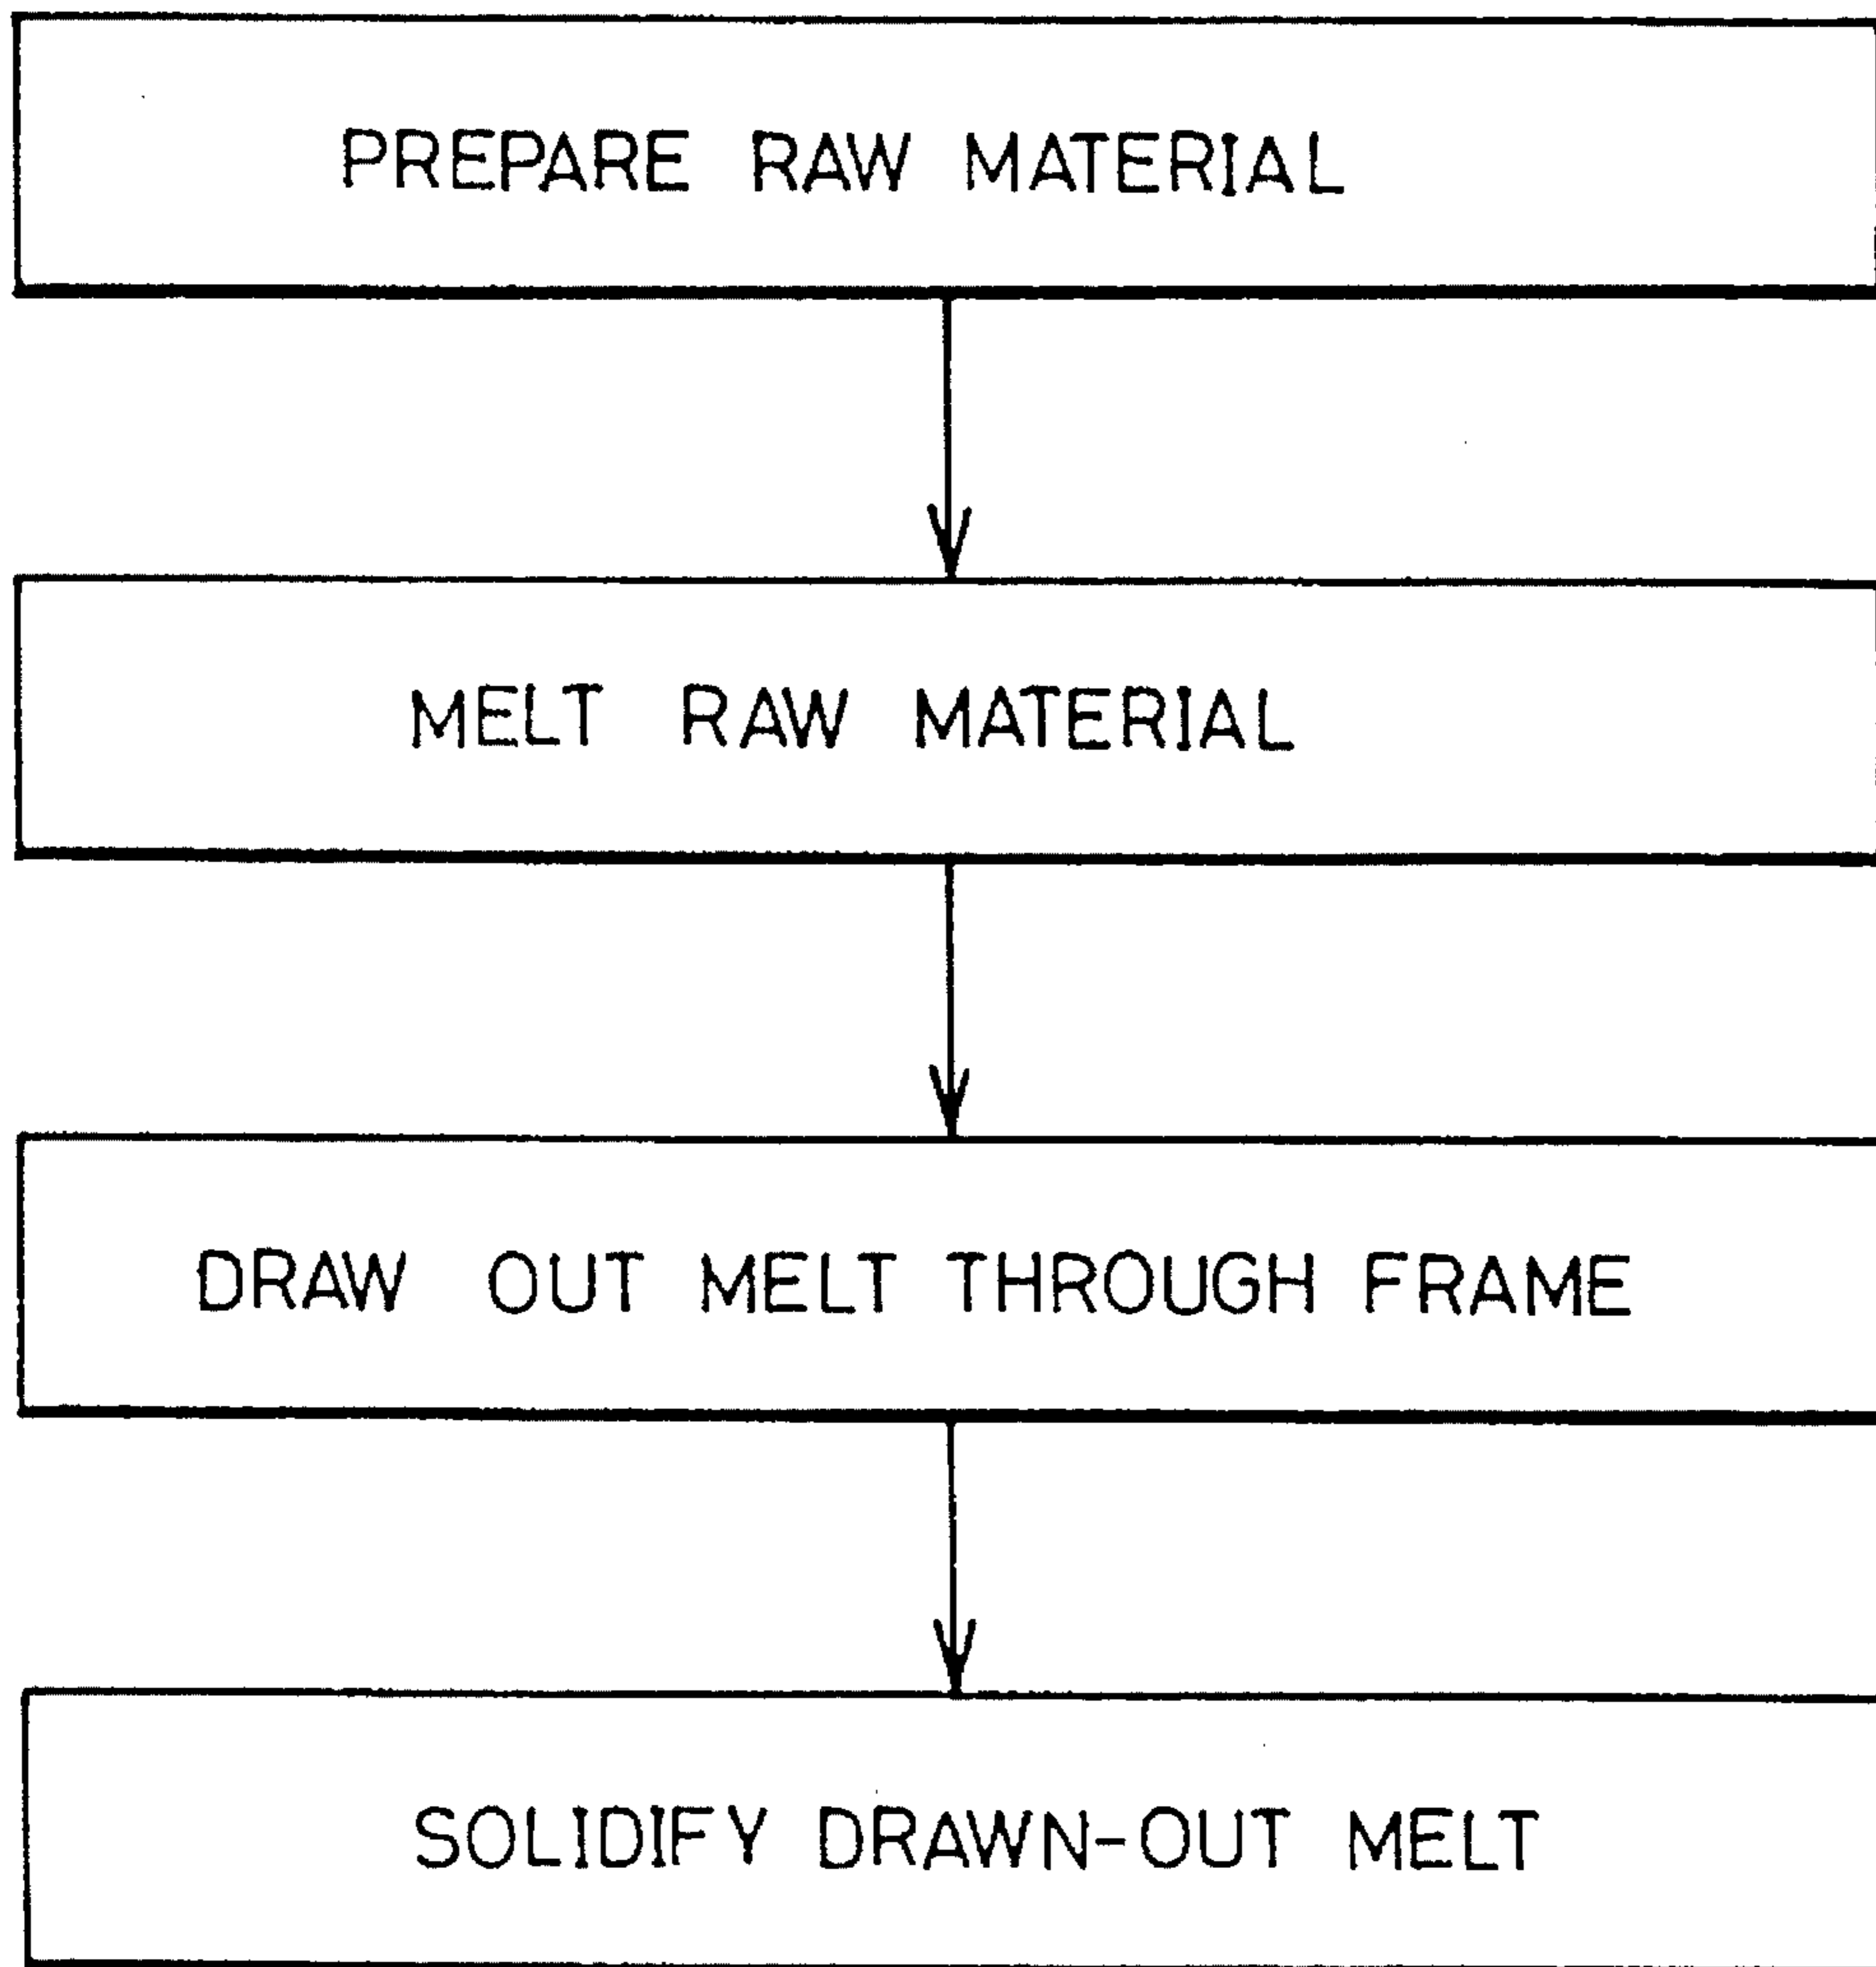 PREPARE RAW MATERIAL
MELT RAW MATERIAL
DRAW OUT MELT THROUGH FRAME
SOLIDIFY DRAWN-OUT MELT